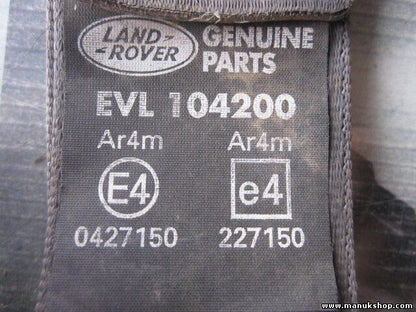 LAND-
-ROVER
GENUINE
PARTS
EVL 104200
Ar4m Ar4m
E4 e4
0427150 227150
www.manukshop.com